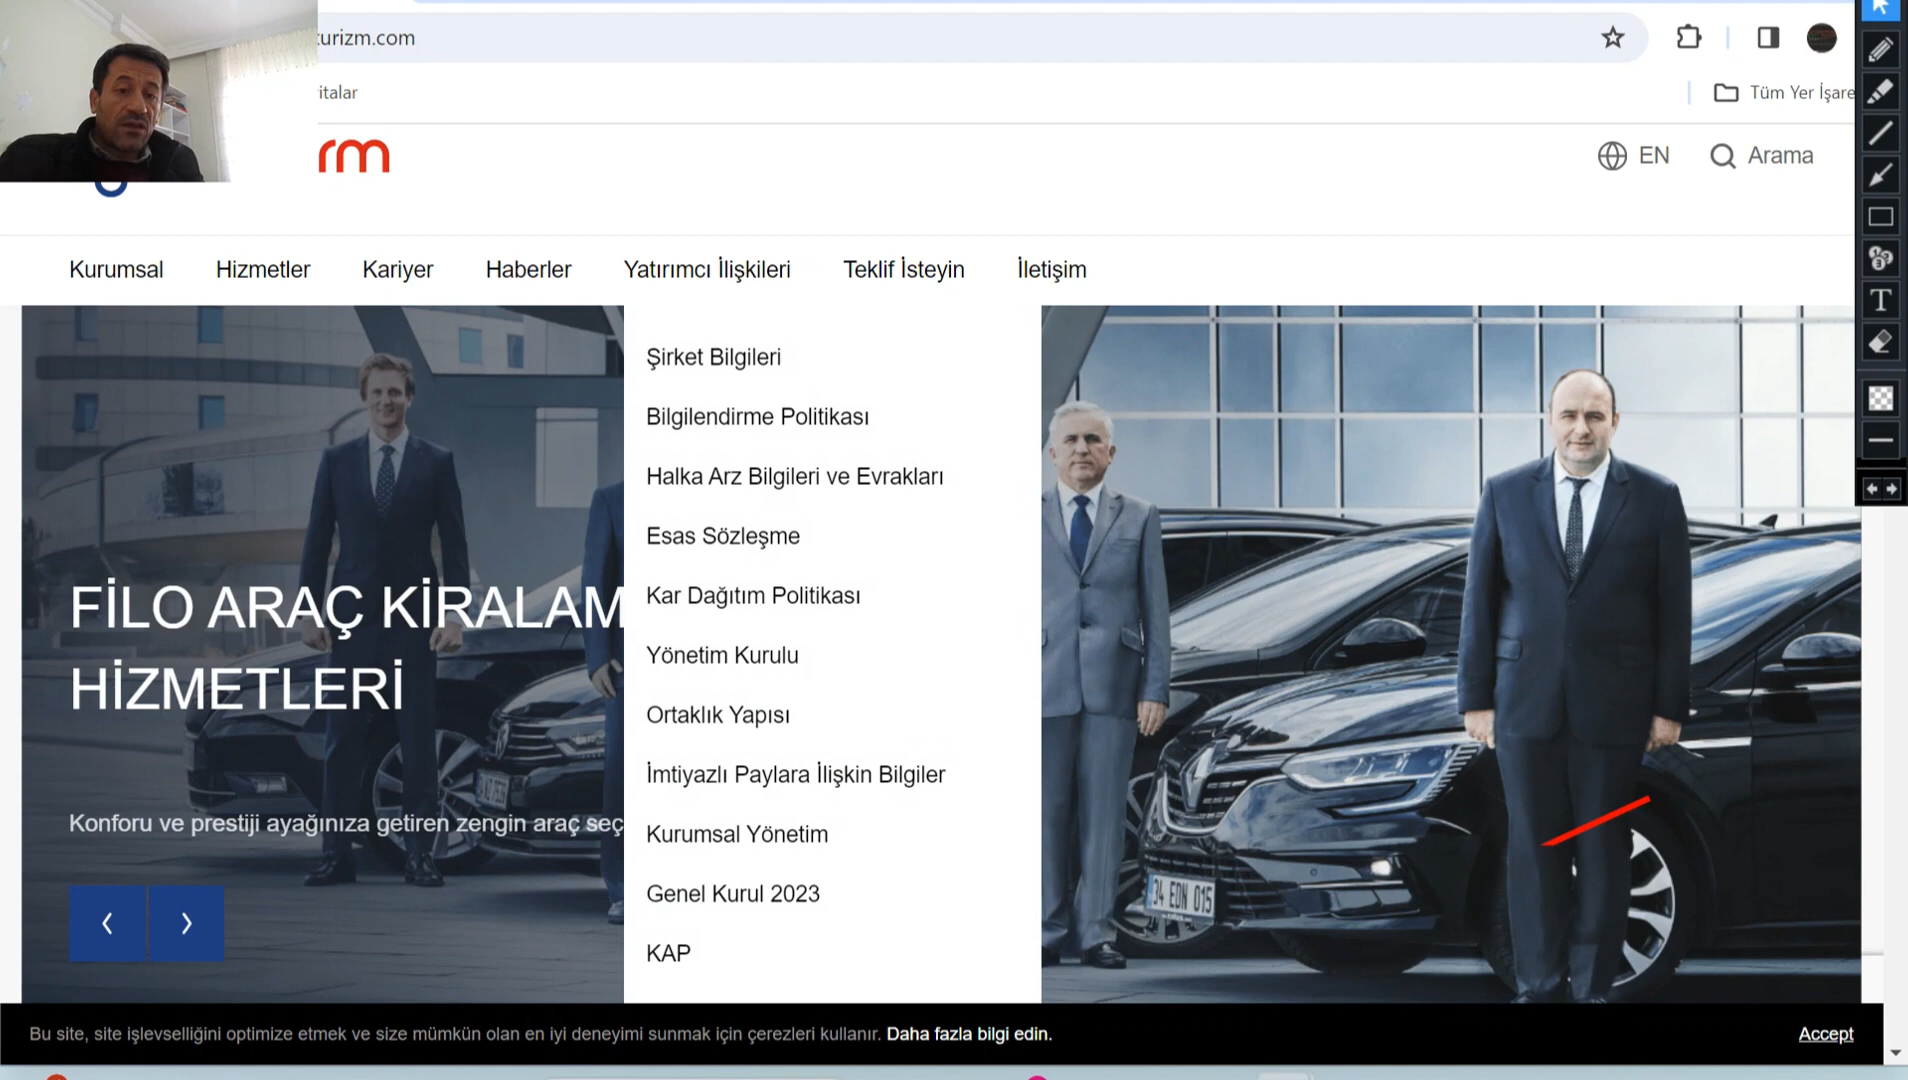 turizm.com
italar
Tüm Yer İşare
rm
EN
Arama
Kurumsal
Hizmetler
Kariyer
Haberler
Yatırımcı İlişkileri
Teklif İsteyin
İletişim
Şirket Bilgileri
Bilgilendirme Politikası
Halka Arz Bilgileri ve Evrakları
Esas Sözleşme
Kar Dağıtım Politikası
Yönetim Kurulu
Ortaklık Yapısı
İmtiyazlı Paylara İlişkin Bilgiler
Kurumsal Yönetim
Genel Kurul 2023
KAP
FİLO ARAÇ KİRALAM
HİZMETLERİ
Konforu ve prestiji ayağınıza getiren zengin araç seç
34 EDN 015
Bu site, site işlevselliğini optimize etmek ve size mümkün olan en iyi deneyimi sunmak için çerezleri kullanır. Daha fazla bilgi edin.
Accept
T